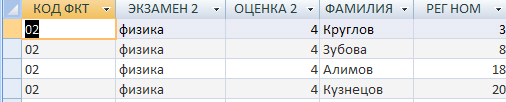 КОД ФКТ ЭКЗАМЕН 2 ОЦЕНКА 2 ФАМИЛИЯ РЕГ НОМ
02 физика 4 Круглов 3
02 физика 4 Зубова 8
02 физика 4 Алимов 18
02 физика 4 Кузнецов 20